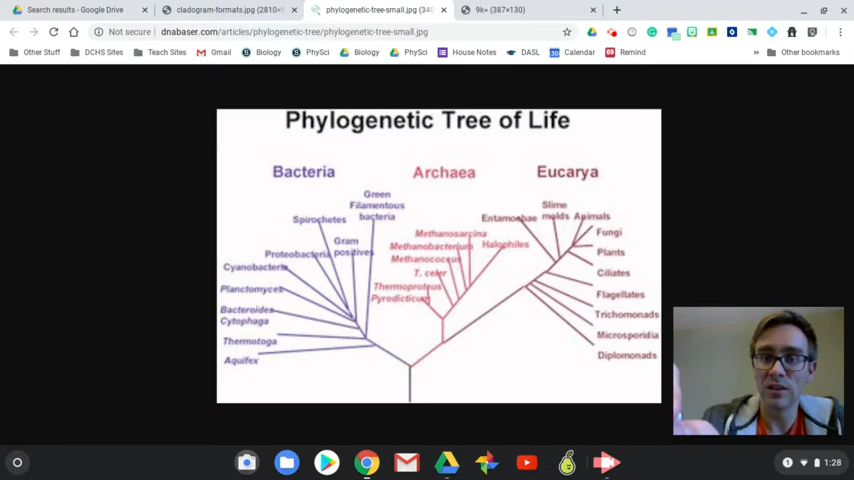 Search results - Google Drive
cladogram-formats.jpg (2810×9
phylogenetic-tree-small.jpg (340
9k= (387×130)
Not secure
dnabaser.com/articles/phylogenetic-tree/phylogenetic-tree-small.jpg
Other Stuff
DCHS Sites
Teach Sites
Gmail
Biology
PhySci
Biology
PhySci
House Notes
DASL
Calendar
Remind
»
Other bookmarks
Phylogenetic Tree of Life
Bacteria
Archaea
Eucarya
Green
Filamentous
bacteria
Spirochetes
Gram
positives
Proteobacteria
Cyanobacteria
Planctomyces
Bacteroides
Cytophaga
Thermotoga
Aquifex
Methanosarcina
Methanobacterium
Methanococcus
T. celer
Thermoproteus
Pyrodicticum
Halophiles
Entamoebae
Slime
molds
Animals
Fungi
Plants
Ciliates
Flagellates
Trichomonads
Microsporidia
Diplomonads
1
1:28